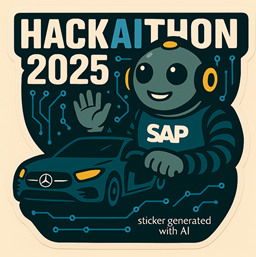 HACKAITHON
2025
SAP
sticker generated
with AI